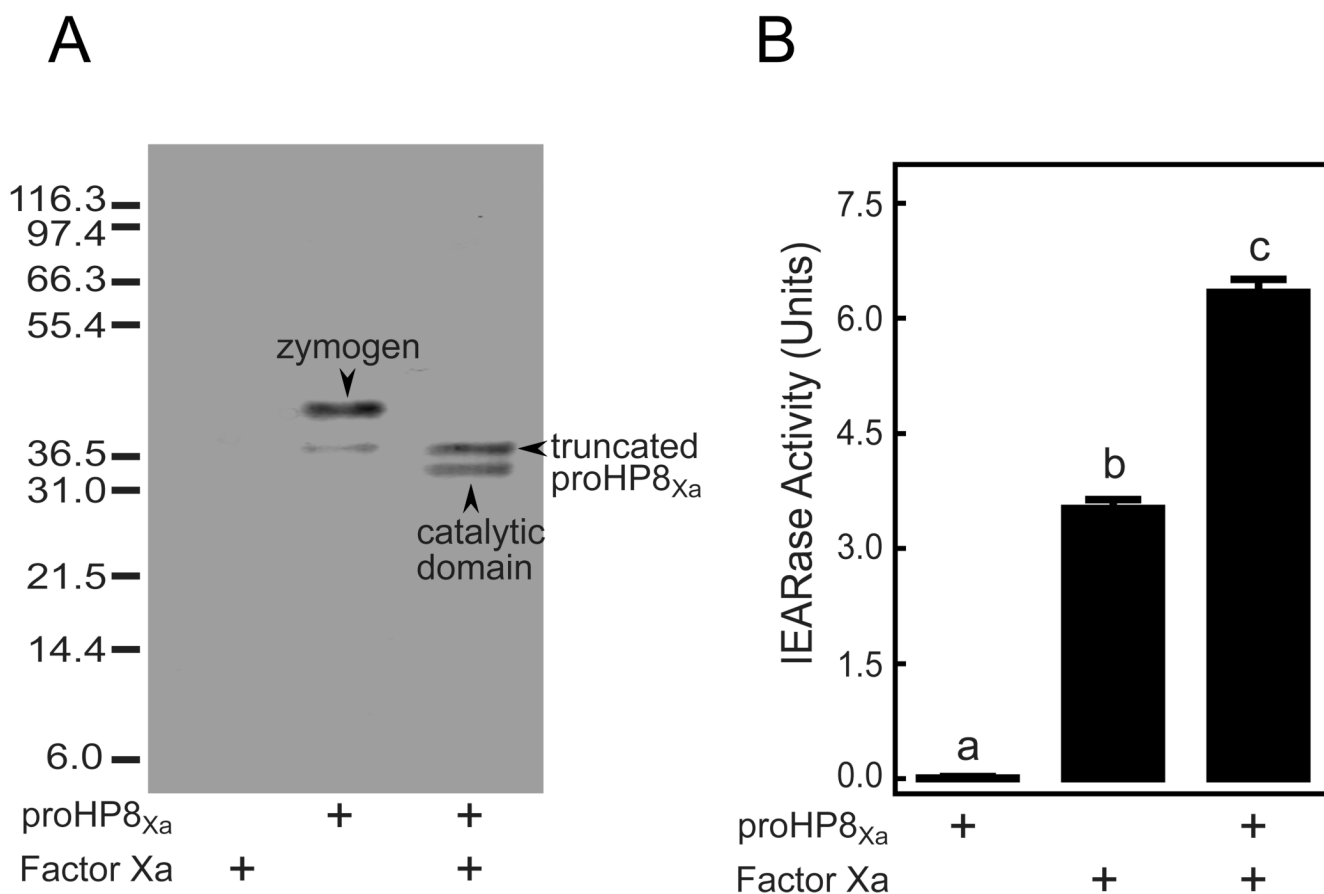 A
116.3
97.4
66.3
55.4
36.5
31.0
21.5
14.4
6.0
zymogen
truncated
proHP8Xa
catalytic
domain
proHP8Xa + +
Factor Xa + +
B
IEARase Activity (Units)
7.5
6.0
4.5
3.0
1.5
0.0
a
b
c
proHP8Xa + +
Factor Xa + +